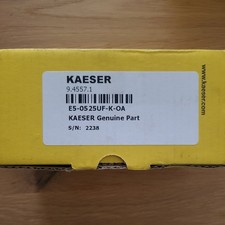 KAESER
9.4557.1
E5-0525UF-K-OA
KAESER Genuine Part
S/N: 2238
www.kaeser.com